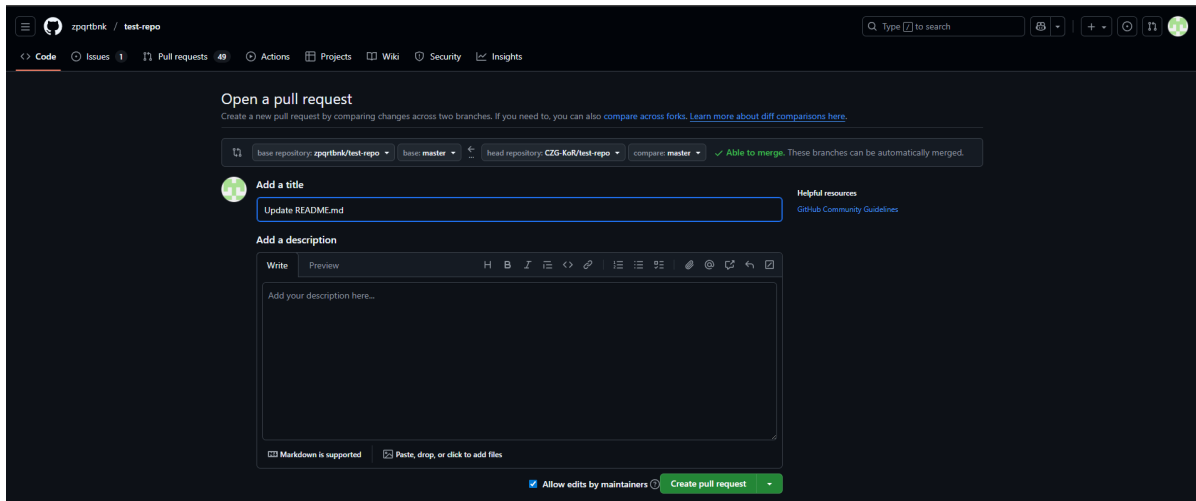 zpqrtbnk / test-repo
Type / to search
Code Issues 1 Pull requests 49 Actions Projects Wiki Security Insights
Open a pull request
Create a new pull request by comparing changes across two branches. If you need to, you can also compare across forks. Learn more about diff comparisons here.
base repository: zpqrtbnk/test-repo base: master ← head repository: CZG-KoR/test-repo compare: master ✓ Able to merge. These branches can be automatically merged.
Add a title
Helpful resources
Update README.md
GitHub Community Guidelines
Add a description
Write Preview H B I
Add your description here...
Markdown is supported Paste, drop, or click to add files
Allow edits by maintainers Create pull request